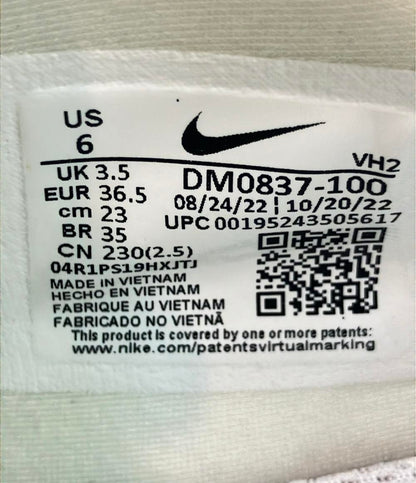 US
6
VH2
UK 3.5
EUR 36.5
cm 23
BR 35
CN 230(2.5)
DM0837-100
08/24/22 ¦ 10/20/22
UPC 00195243505617
04R1PS19HXJTJ
MADE IN VIETNAM
HECHO EN VIETNAM
FABRIQUE AU VIETNAM
FABRICADO NO VIETNÃ
This product is covered by one or more patents:
www.nike.com/patentsvirtualmarking